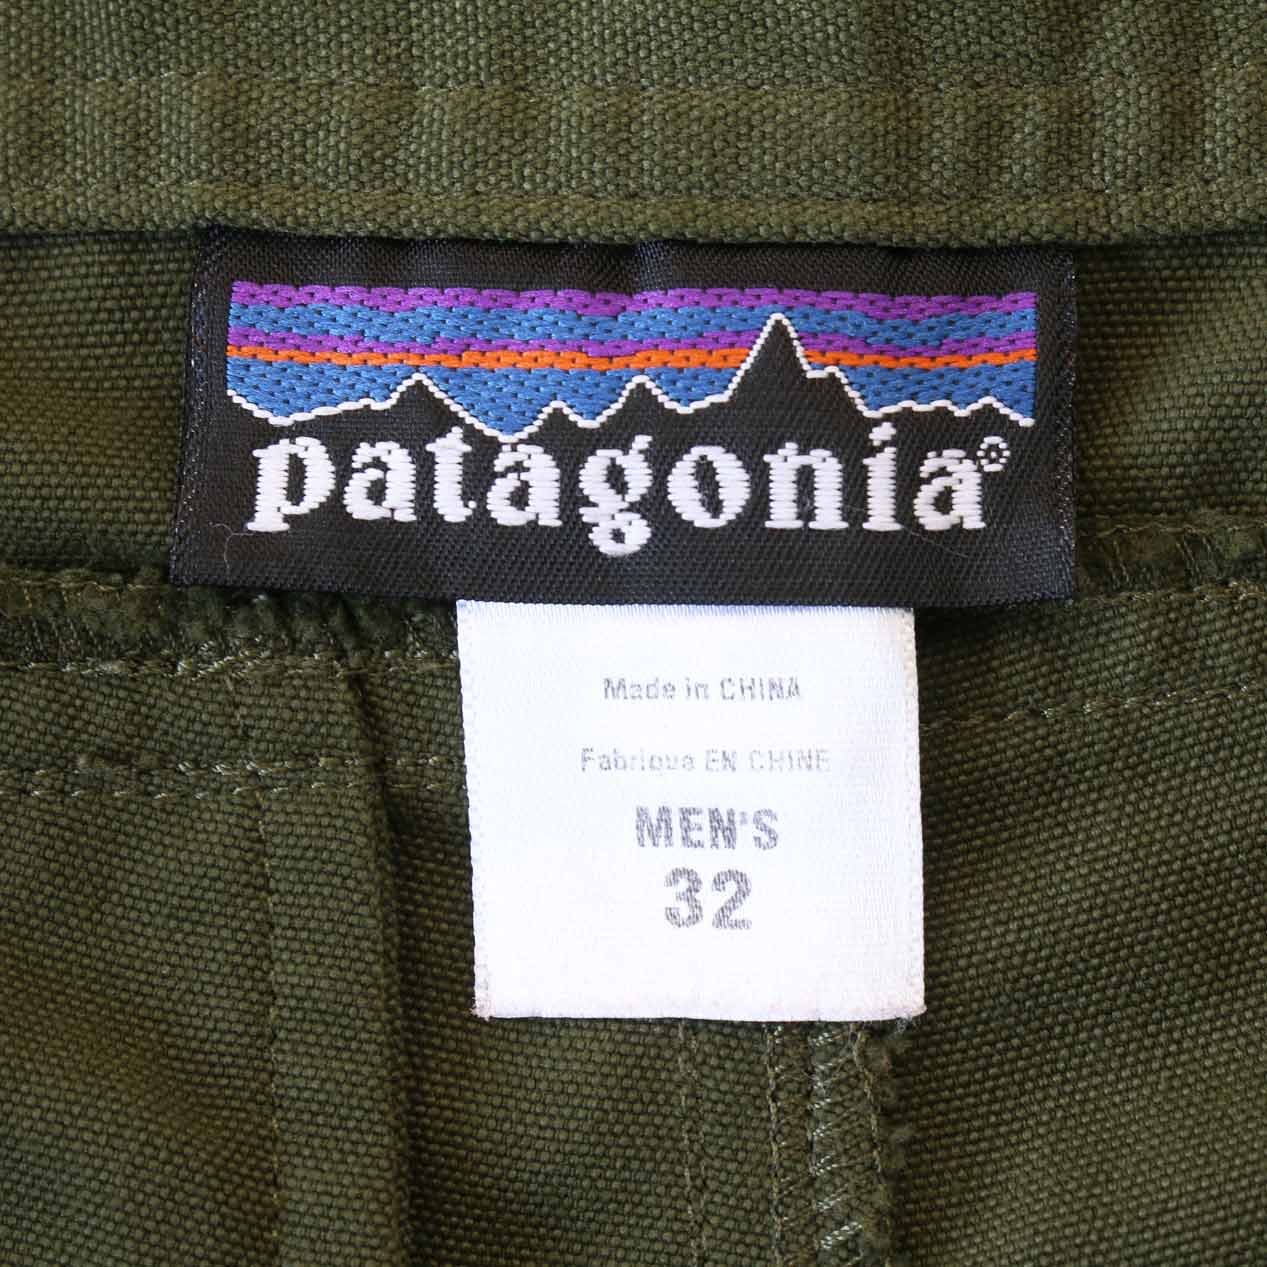 patagonia®
Made in CHINA
Fabrique EN CHINE
MEN'S
32